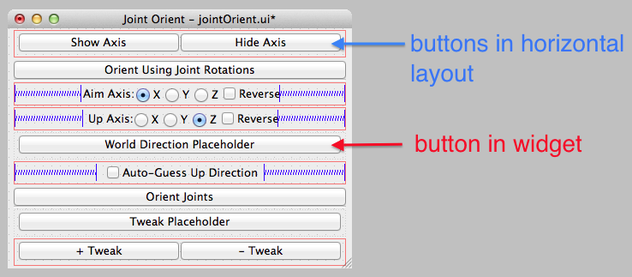 Joint Orient - jointOrient.ui*
Show Axis Hide Axis
buttons in horizontal
layout
Orient Using Joint Rotations
Aim Axis: X Y Z Reverse
Up Axis: X Y Z Reverse
World Direction Placeholder
button in widget
Auto-Guess Up Direction
Orient Joints
Tweak Placeholder
+ Tweak - Tweak